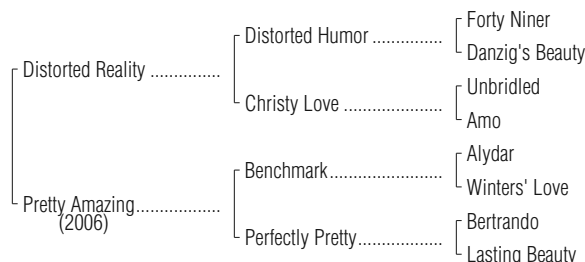 Forty Niner
Distorted Humor ...............
Danzig's Beauty
Distorted Reality ...............
Unbridled
Christy Love .....................
Amo
Alydar
Benchmark........................
Winters' Love
Pretty Amazing..................
(2006)
Bertrando
Perfectly Pretty..................
Lasting Beauty